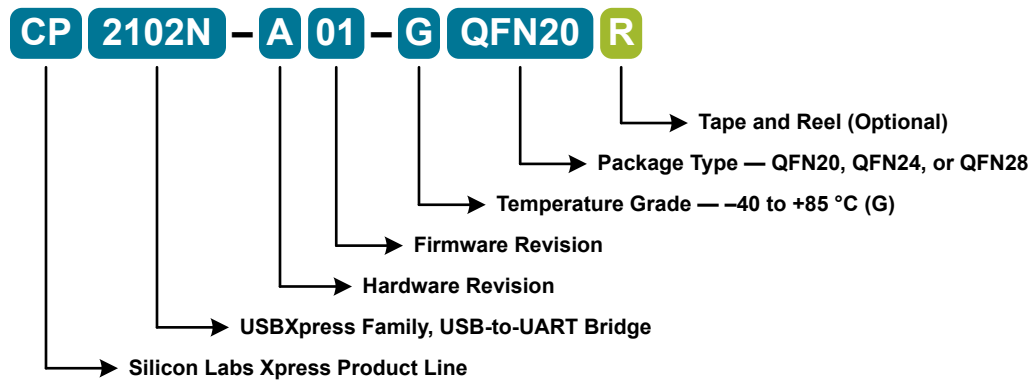 CP 2102N – A 01 – G QFN20 R
Tape and Reel (Optional)
Package Type — QFN20, QFN24, or QFN28
Temperature Grade — –40 to +85 °C (G)
Firmware Revision
Hardware Revision
USBXpress Family, USB-to-UART Bridge
Silicon Labs Xpress Product Line